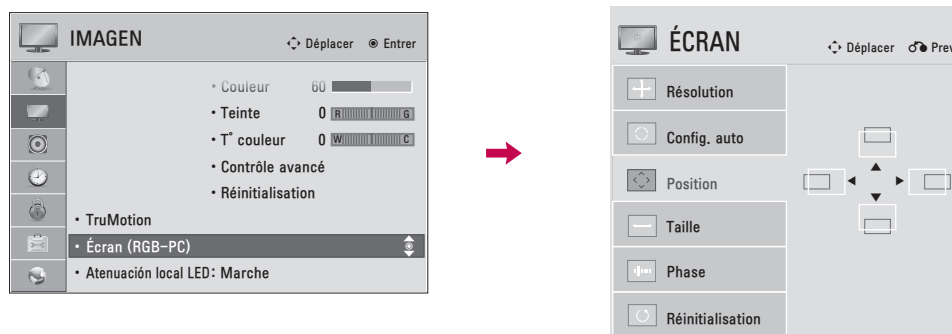 IMAGEN
Déplacer
Entrer
• Couleur 60
• Teinte 0 R G
• T° couleur 0 W C
• Contrôle avancé
• Réinitialisation
• TruMotion
• Écran (RGB-PC)
• Atenuación local LED: Marche
ÉCRAN
Déplacer
Prev
Résolution
Config. auto
Position
Taille
Phase
Réinitialisation